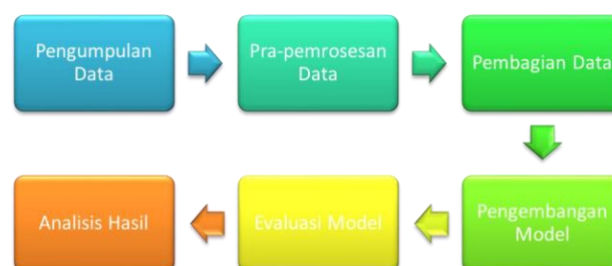 Pengumpulan
Data
Pra-pemrosesan
Data
Pembagian Data
Pengembangan
Model
Evaluasi Model
Analisis Hasil